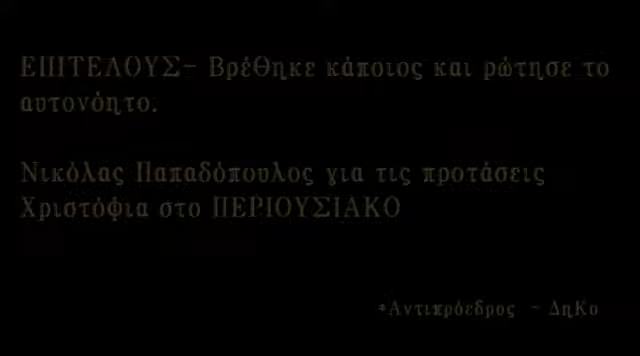 ΕΠΙΤΕΛΟΥΣ- Βρέθηκε κάποιος και ρώτησε το
αυτονόητο.
Νικόλας Παπαδόπουλος για τις προτάσεις
Χριστόφια στο ΠΕΡΙΟΥΣΙΑΚΟ
*Αντιπρόεδρος - ΔηΚο